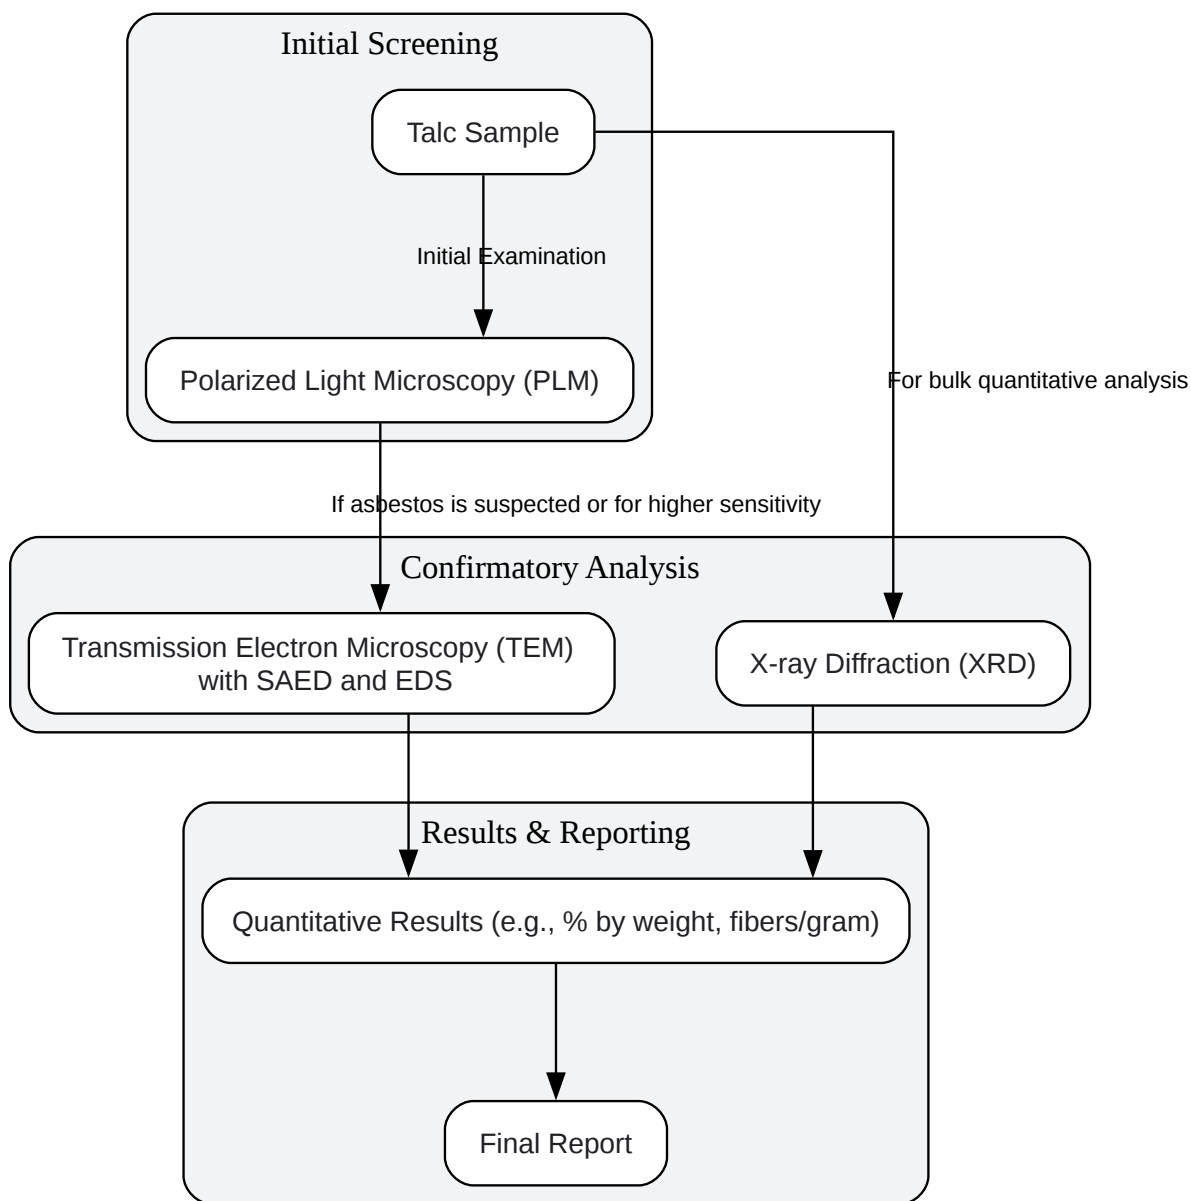 Initial Screening
Talc Sample
Initial Examination
Polarized Light Microscopy (PLM)
For bulk quantitative analysis
If asbestos is suspected or for higher sensitivity
Confirmatory Analysis
Transmission Electron Microscopy (TEM)
with SAED and EDS
X-ray Diffraction (XRD)
Results & Reporting
Quantitative Results (e.g., % by weight, fibers/gram)
Final Report